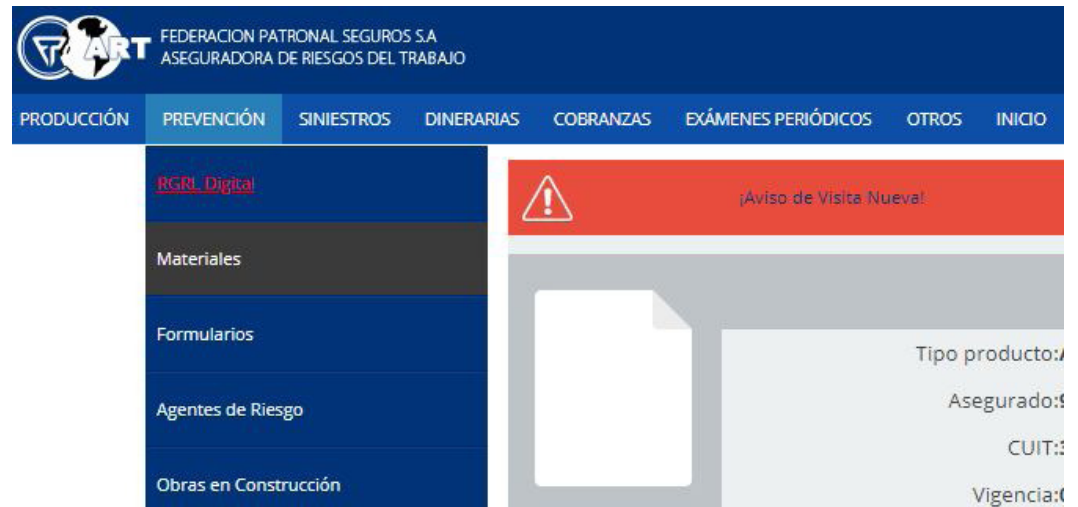 ART
FEDERACION PATRONAL SEGUROS S.A
ASEGURADORA DE RIESGOS DEL TRABAJO
PRODUCCIÓN PREVENCIÓN SINIESTROS DINERARIAS COBRANZAS EXÁMENES PERIÓDICOS OTROS INICIO
RGRL Digital
¡Aviso de Visita Nueva!
Materiales
Formularios
Tipo producto:
Agentes de Riesgo
Asegurado:
CUIT:
Obras en Construcción
Vigencia: